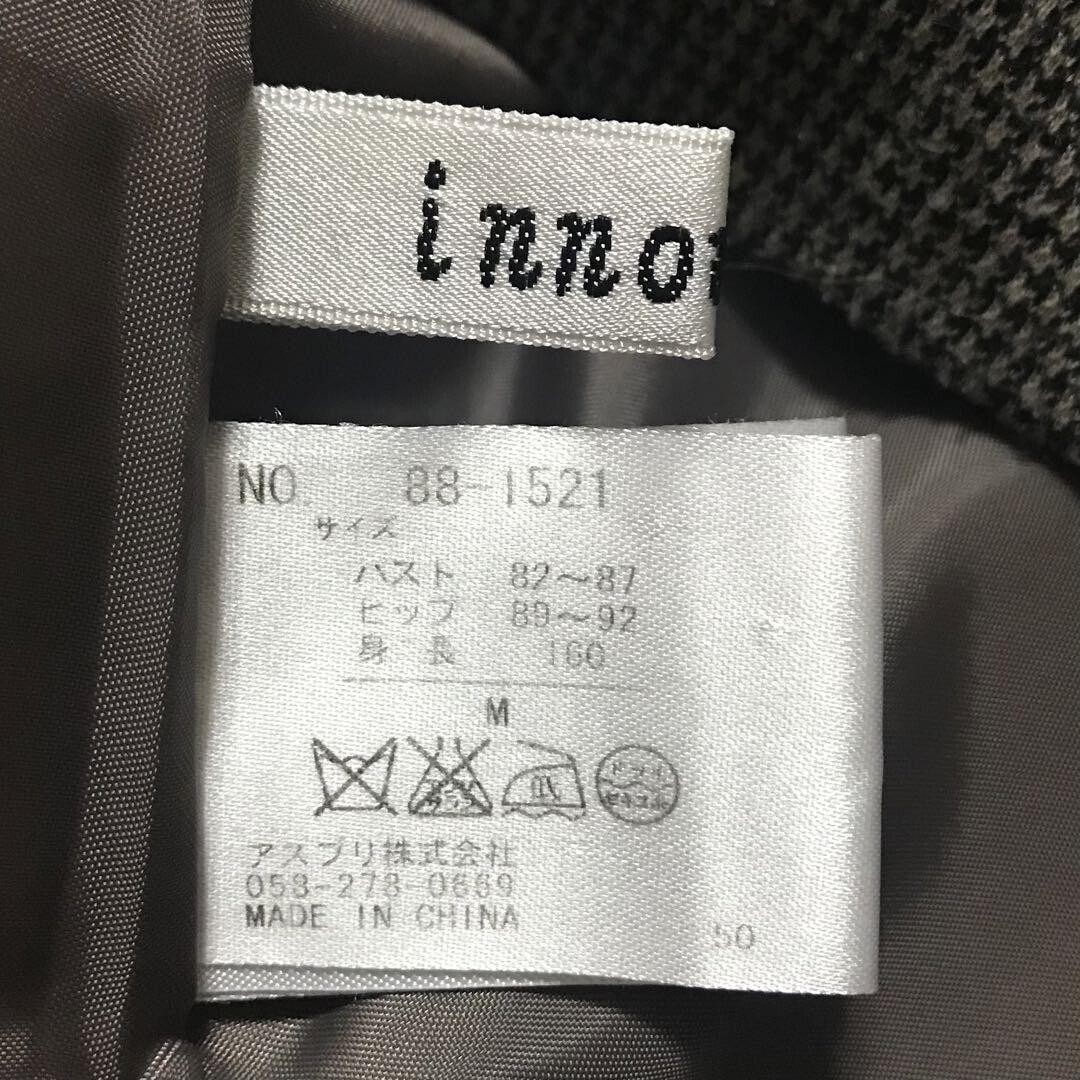 inno
NO. 88-1521
サイズ
バスト 82～87
ヒップ 89～92
身長 160
M
アスプリ株式会社
058-278-0669
MADE IN CHINA
50